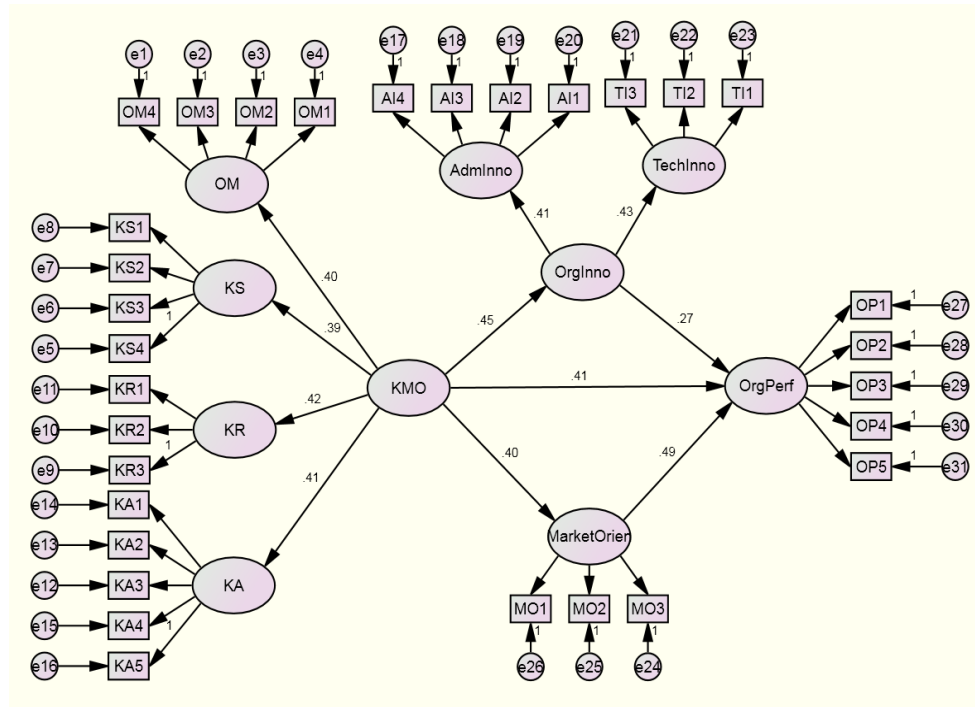 e1 e2 e3 e4
1 1 1 1
OM4 OM3 OM2 OM1
OM
e17 e18 e19 e20
1 1 1 1
AI4 AI3 AI2 AI1
AdmInno
e21 e22 e23
1 1 1
TI3 TI2 TI1
TechInno
e8 KS1
e7 KS2
e6 KS3
e5 KS4
1
KS
e11 KR1
e10 KR2
e9 KR3
1
KR
e14 KA1
e13 KA2
e12 KA3
e15 KA4
e16 KA5
1
KA
.40
.39
.42
.41
KMO
.45
.41
.40
.41 .43
OrgInno
.27
.49
OrgPerf
OP1 1 e27
OP2 1 e28
OP3 1 e29
OP4 1 e30
OP5 1 e31
MarketOrien
MO1 MO2 MO3
1 1 1
e26 e25 e24